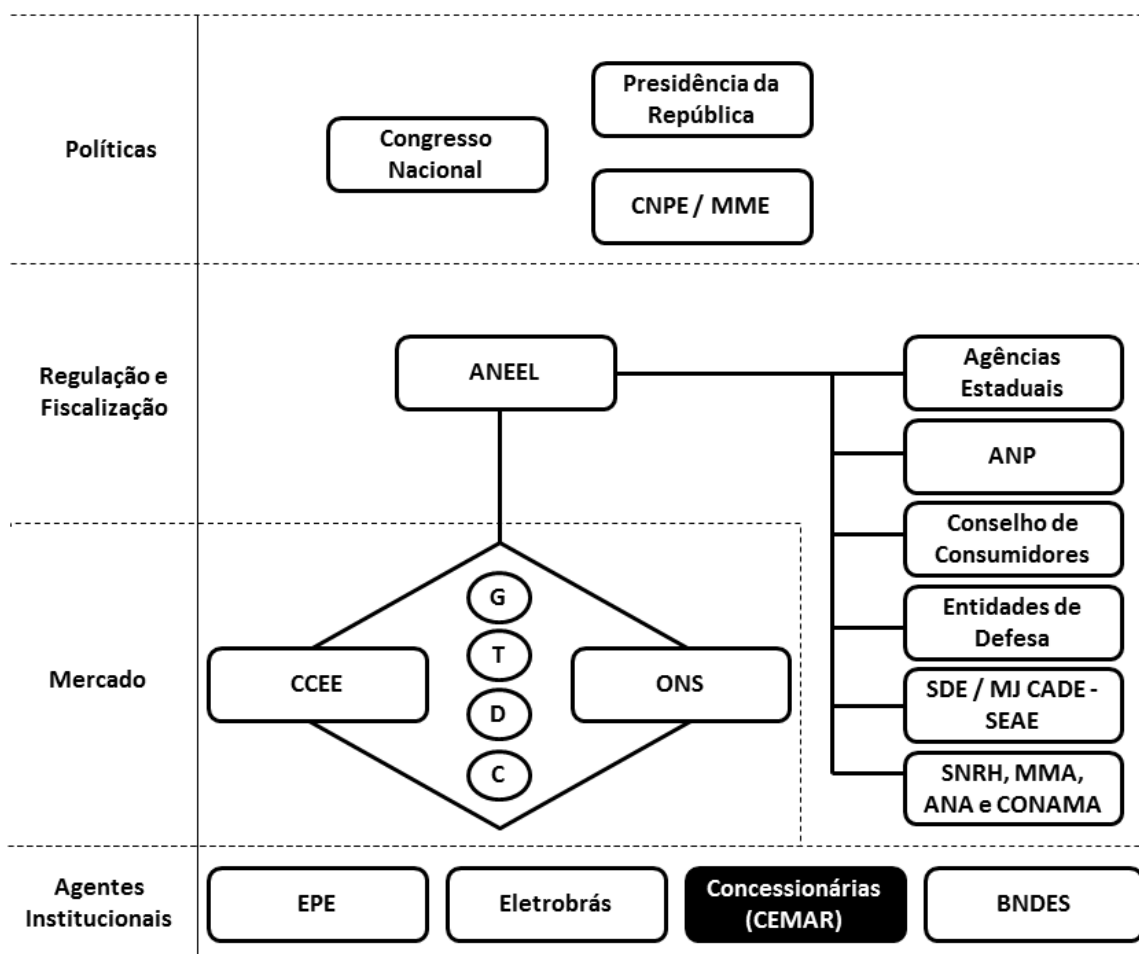 Políticas
Congresso
Nacional
Presidência da
República
CNPE / MME
Regulação e
Fiscalização
ANEEL
Agências
Estaduais
ANP
Conselho de
Consumidores
Entidades de
Defesa
SDE / MJ CADE -
SEAE
SNRH, MMA,
ANA e CONAMA
Mercado
CCEE
G
T
D
C
ONS
Agentes
Institucionais
EPE
Eletrobrás
Concessionárias
(CEMAR)
BNDES